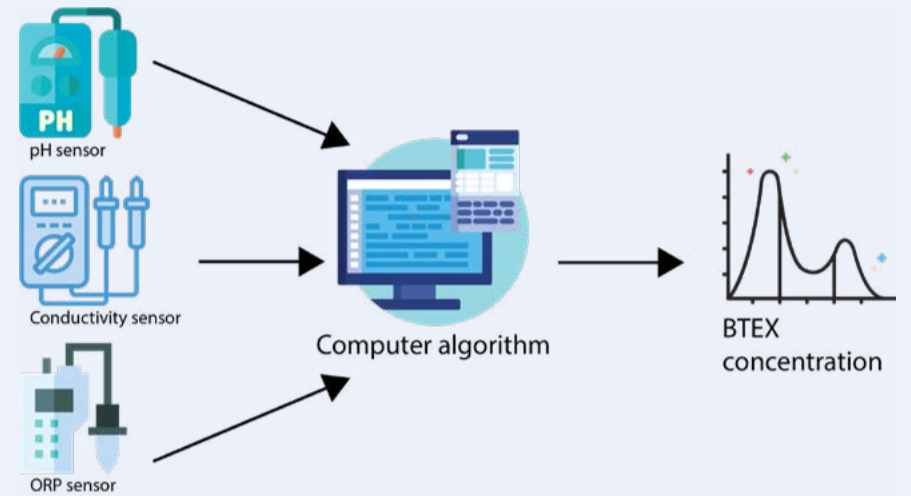 PH
pH sensor
Conductivity sensor
ORP sensor
Computer algorithm
BTEX
concentration